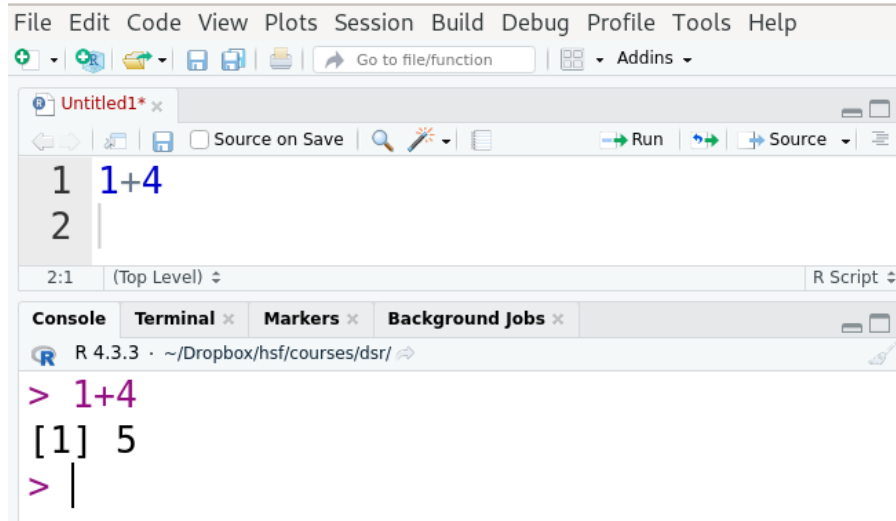 File Edit Code View Plots Session Build Debug Profile Tools Help
Go to file/function Addins
Untitled1*
Source on Save Run Source
1 1+4
2
2:1 (Top Level) R Script
Console Terminal Markers Background Jobs
R 4.3.3 · ~/Dropbox/hsf/courses/dsr/
> 1+4
[1] 5
>